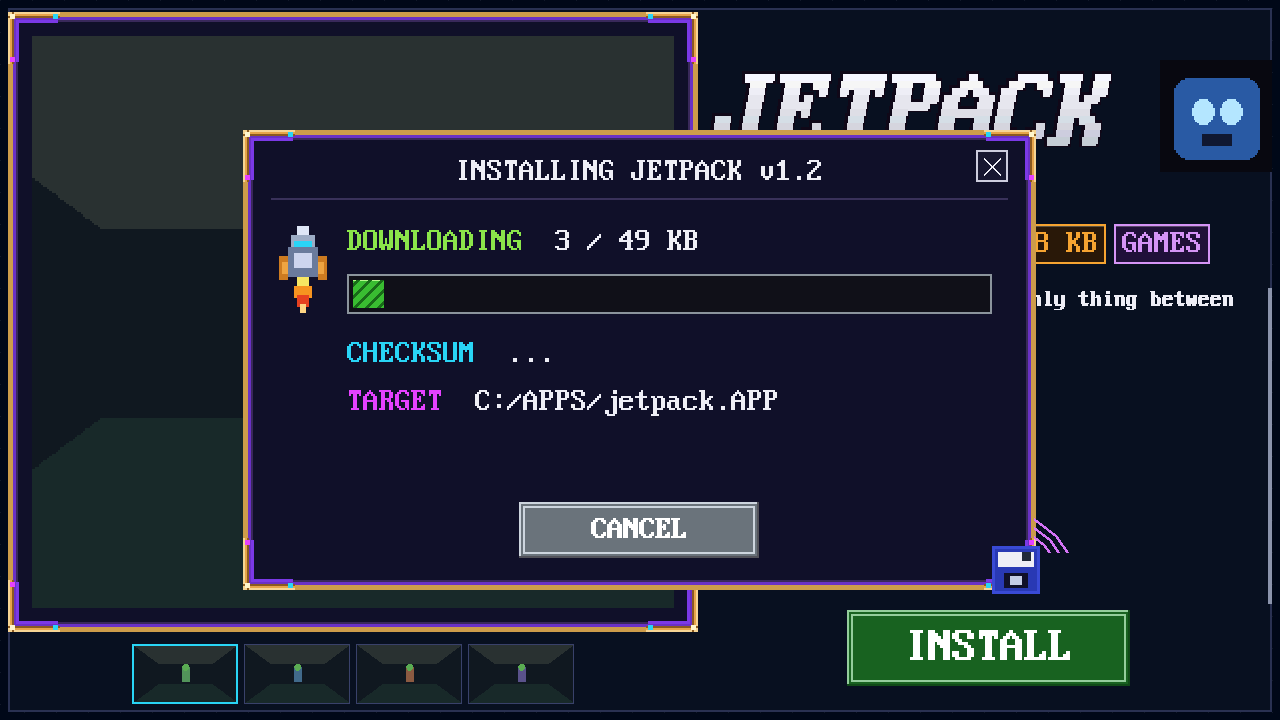 JETPACK
INSTALLING JETPACK v1.2
DOWNLOADING 3 / 49 KB
KB
GAMES
thing between
CHECKSUM ...
TARGET C:/APPS/jetpack.APP
CANCEL
INSTALL